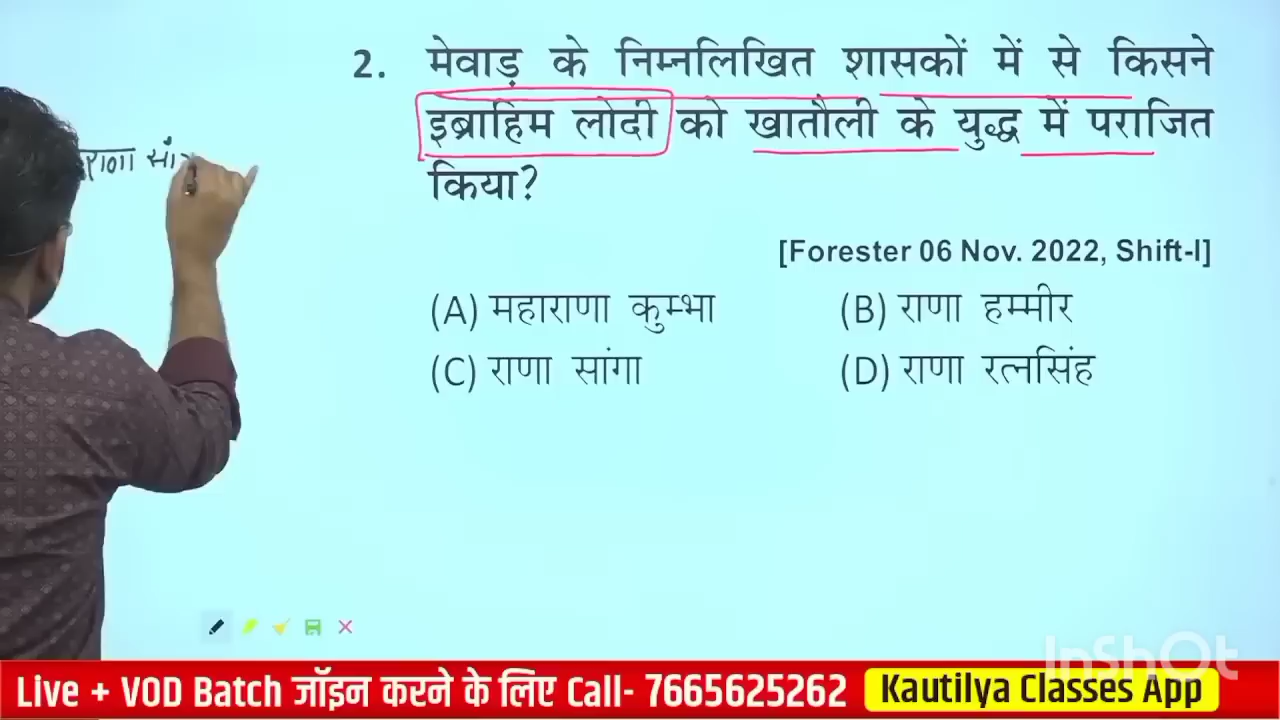 2. मेवाड़ के निम्नलिखित शासकों में से किसने
इब्राहिम लोदी को खातौली के युद्ध में पराजित
किया?
[Forester 06 Nov. 2022, Shift-I]
(A) महाराणा कुम्भा (B) राणा हम्मीर
(C) राणा सांगा (D) राणा रत्नसिंह
राणा
InShOt
Live + VOD Batch जॉइन करने के लिए Call- 7665625262 Kautilya Classes App